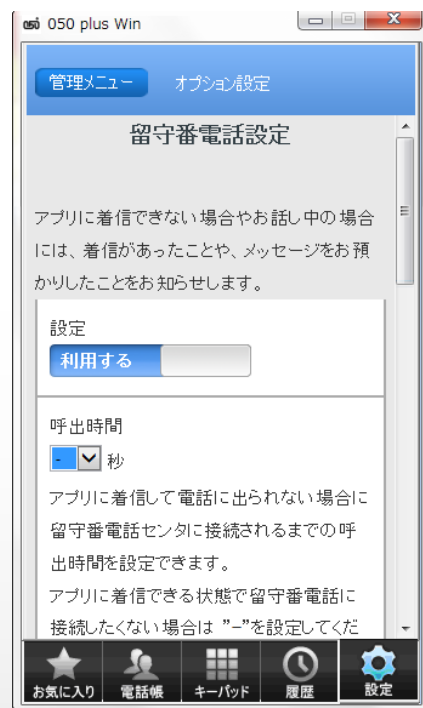 050 plus Win
管理メニュー オプション設定
留守番電話設定
アプリに着信できない場合やお話し中の場合
には、着信があったことや、メッセージをお預
かりしたことをお知らせします。
設定
利用する
呼出時間
- 秒
アプリに着信して電話に出られない場合に
留守番電話センタに接続されるまでの呼
出時間を設定できます。
アプリに着信できる状態で留守番電話に
接続したくない場合は ”-”を設定してくだ
お気に入り 電話帳 キーパッド 履歴 設定